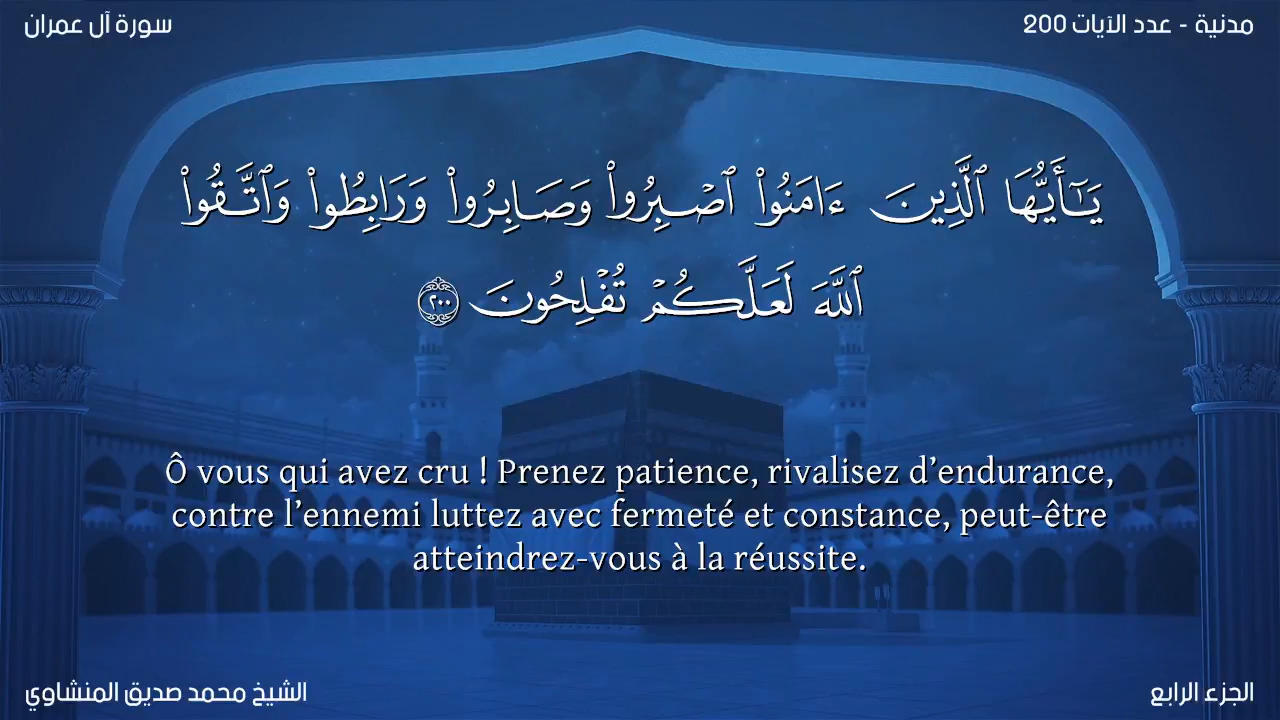 سورة آل عمران
مدنية - عدد الآيات 200
يَـٰٓأَيُّهَا ٱلَّذِينَ ءَامَنُوا۟ ٱصْبِرُوا۟ وَصَابِرُوا۟ وَرَابِطُوا۟ وَٱتَّقُوا۟
ٱللَّهَ لَعَلَّكُمْ تُفْلِحُونَ ٢٠٠
Ô vous qui avez cru ! Prenez patience, rivalisez d’endurance,
contre l’ennemi luttez avec fermeté et constance, peut-être
atteindrez-vous à la réussite.
الشيخ محمد صديق المنشاوي
الجزء الرابع